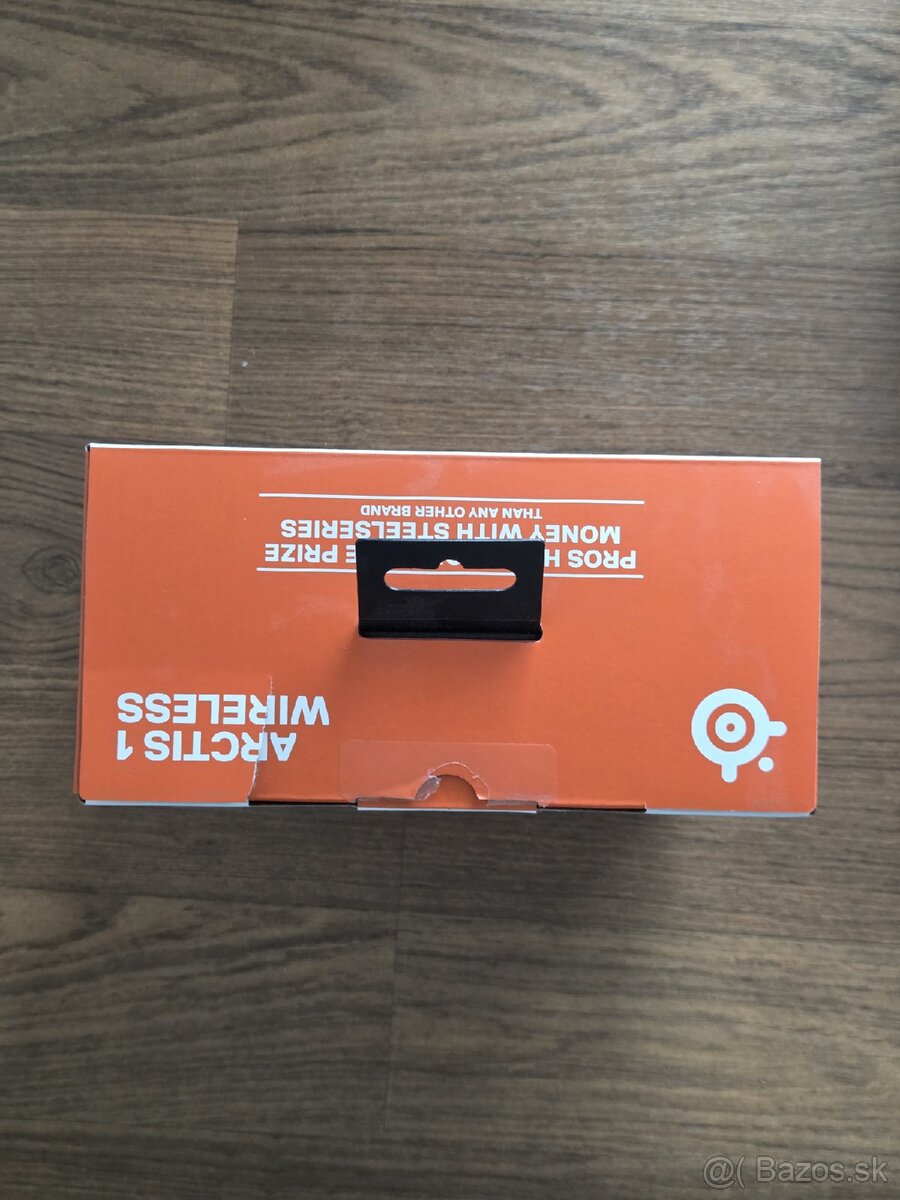 ARCTIS 1
WIRELESS
PROS H E PRIZE
MONEY WITH STEELSERIES
THAN ANY OTHER BRAND
@( Bazos.sk